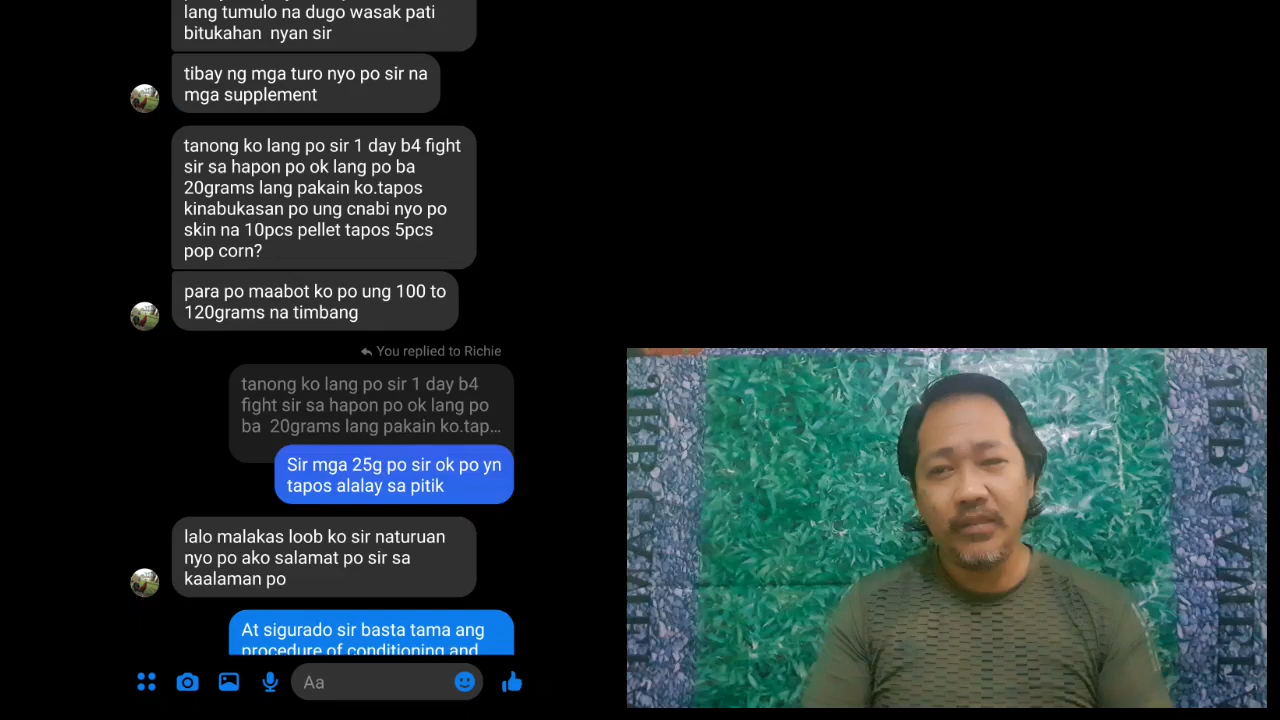 lang tumulo na dugo wasak pati
bitukahan nyan sir
tibay ng mga turo nyo po sir na
mga supplement
tanong ko lang po sir 1 day b4 fight
sir sa hapon po ok lang po ba
20grams lang pakain ko.tapos
kinabukasan po ung cnabi nyo po
skin na 10pcs pellet tapos 5pcs
pop corn?
para po maabot ko po ung 100 to
120grams na timbang
You replied to Richie
tanong ko lang po sir 1 day b4
fight sir sa hapon po ok lang po
ba 20grams lang pakain ko.tap...
Sir mga 25g po sir ok po yn
tapos alalay sa pitik
lalo malakas loob ko sir naturuan
nyo po ako salamat po sir sa
kaalaman po
At sigurado sir basta tama ang
procedure of conditioning and
Aa